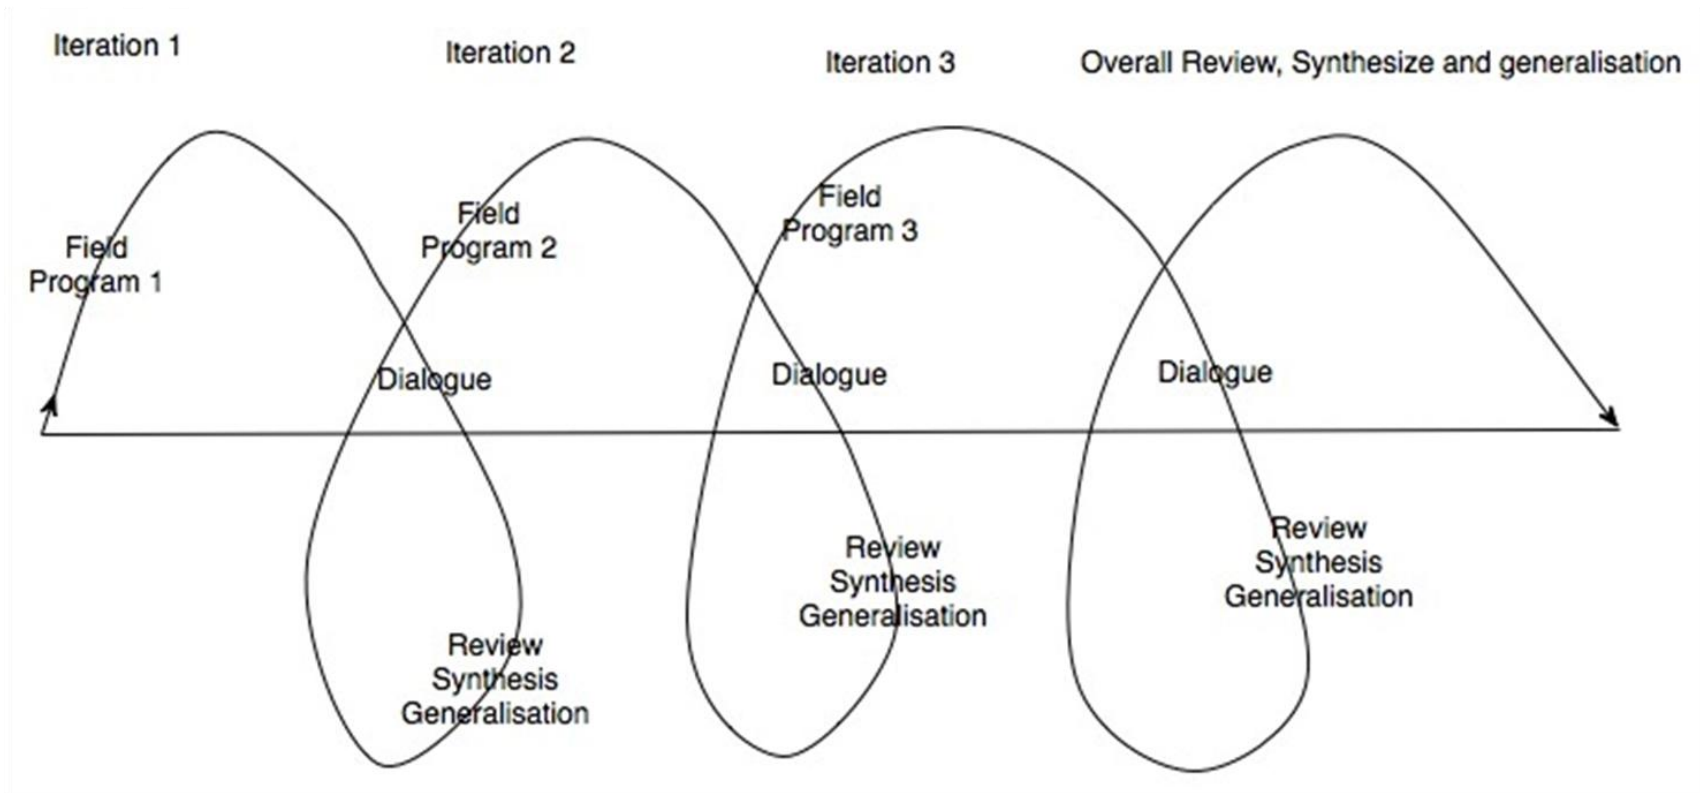 Iteration 1
Iteration 2
Iteration 3
Overall Review, Synthesize and generalisation
Field
Program 1
Field
Program 2
Field
Program 3
Dialogue
Dialogue
Dialogue
Review
Synthesis
Generalisation
Review
Synthesis
Generalisation
Review
Synthesis
Generalisation